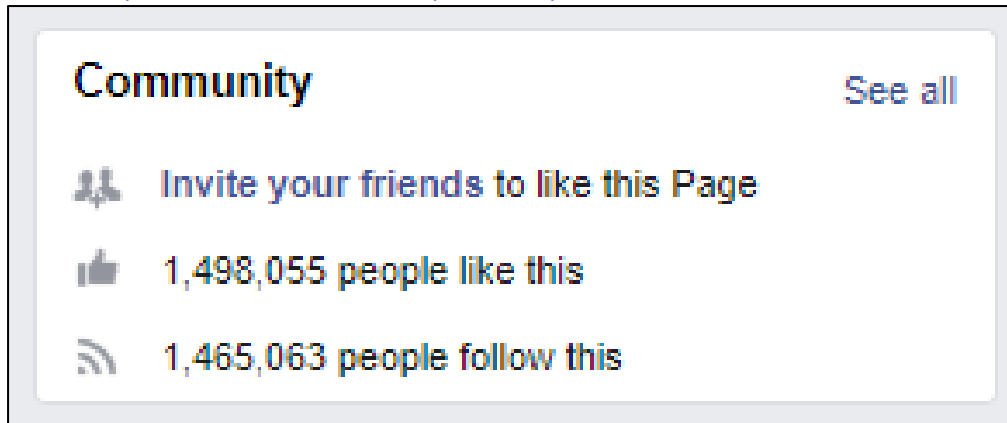 Community
See all
Invite your friends to like this Page
1,498,055 people like this
1,465,063 people follow this